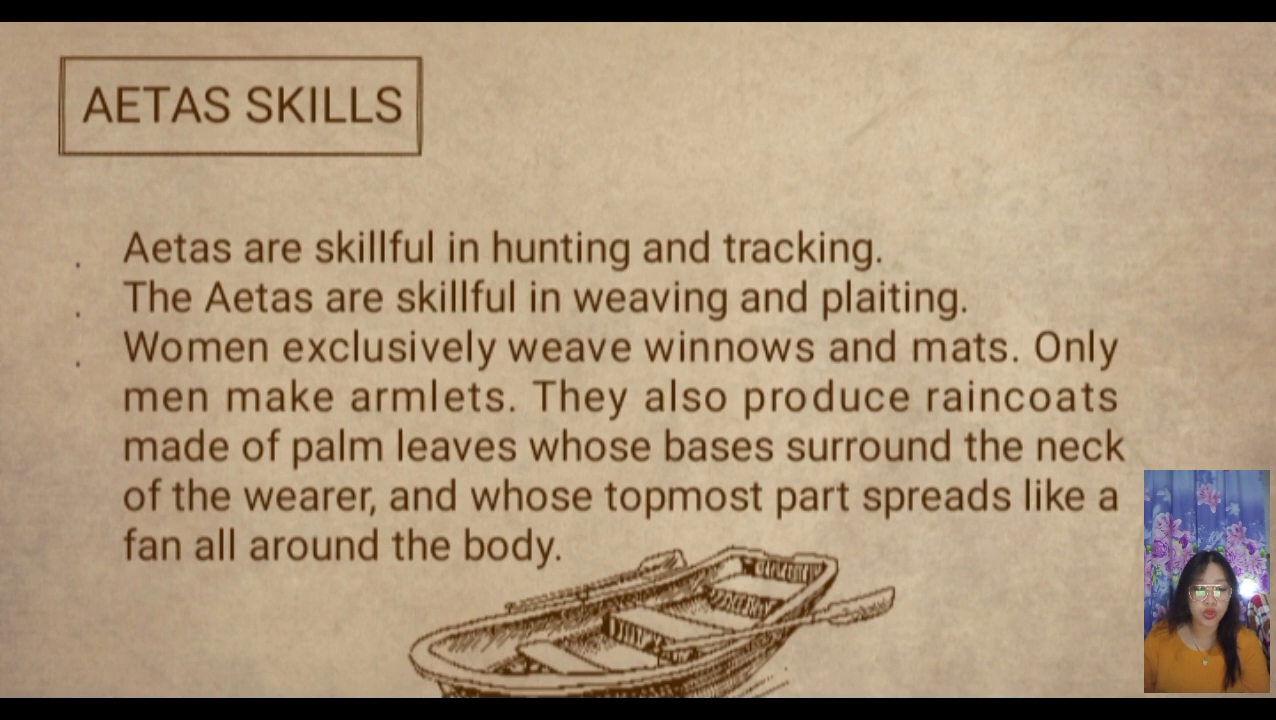 AETAS SKILLS
Aetas are skillful in hunting and tracking.
The Aetas are skillful in weaving and plaiting.
Women exclusively weave winnows and mats. Only
men make armlets. They also produce raincoats
made of palm leaves whose bases surround the neck
of the wearer, and whose topmost part spreads like a
fan all around the body.